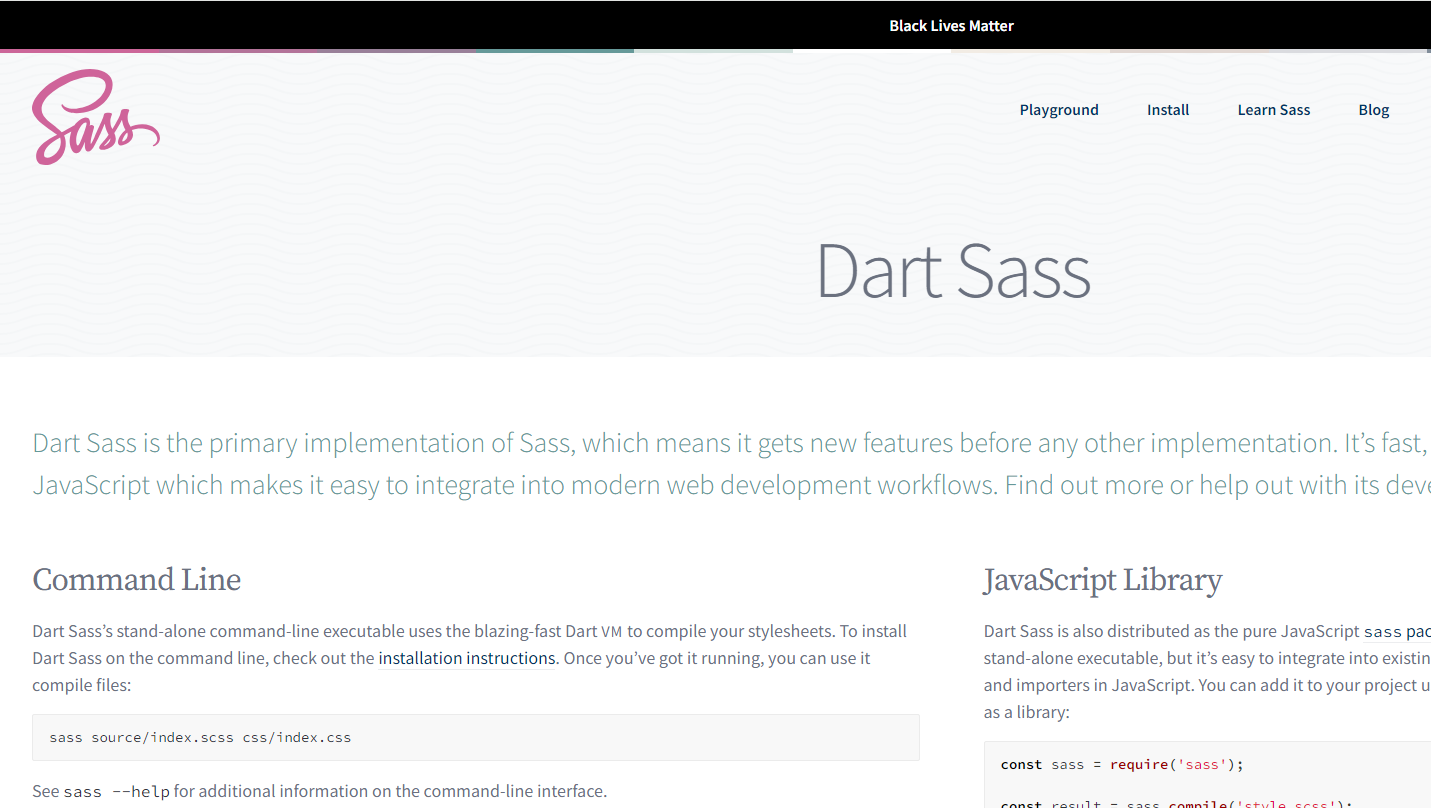 Black Lives Matter
Sass
Playground Install Learn Sass Blog
Dart Sass
Dart Sass is the primary implementation of Sass, which means it gets new features before any other implementation. It’s fast,
JavaScript which makes it easy to integrate into modern web development workflows. Find out more or help out with its
Command Line
Dart Sass’s stand-alone command-line executable uses the blazing-fast Dart VM to compile your stylesheets. To install
Dart Sass on the command line, check out the installation instructions. Once you’ve got it running, you can use it
compile files:
sass source/index.scss css/index.css
See sass --help for additional information on the command-line interface.
JavaScript Library
Dart Sass is also distributed as the pure JavaScript sass
stand-alone executable, but it’s easy to integrate into
and importers in JavaScript. You can add it to your project
as a library:
const sass = require('sass');
const result = sass.compile('style.scss');